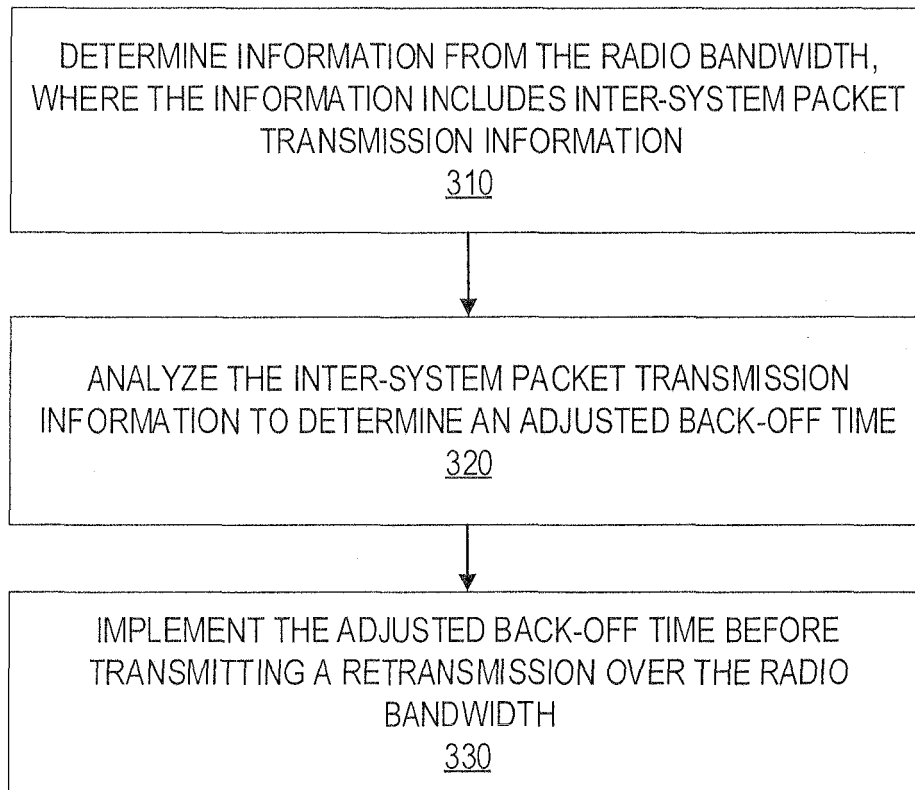 DETERMINE INFORMATION FROM THE RADIO BANDWIDTH,
WHERE THE INFORMATION INCLUDES INTER-SYSTEM PACKET
TRANSMISSION INFORMATION
310
ANALYZE THE INTER-SYSTEM PACKET TRANSMISSION
INFORMATION TO DETERMINE AN ADJUSTED BACK-OFF TIME
320
IMPLEMENT THE ADJUSTED BACK-OFF TIME BEFORE
TRANSMITTING A RETRANSMISSION OVER THE RADIO
BANDWIDTH
330